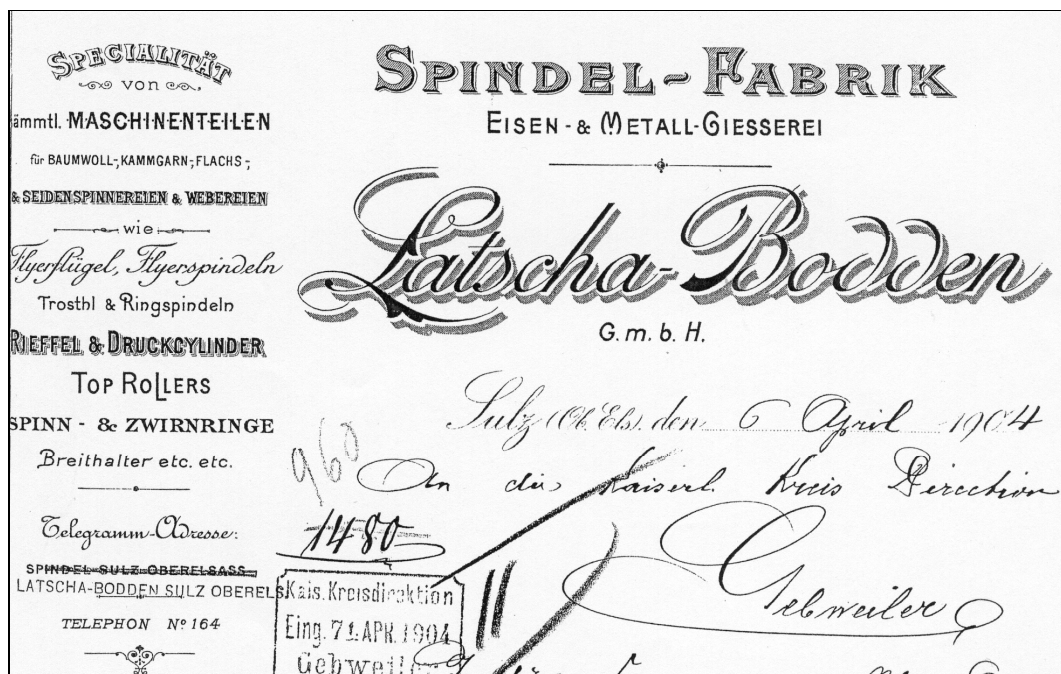 SPECIALITÄT
von
ämmtl. MASCHINENTEILEN
für BAUMWOLL-, KAMMGARN-, FLACHS-,
& SEIDENSPINNEREIEN & WEBEREIEN
wie
Flyerflügel, Flyerspindeln
Trosthl & Ringspindeln
RIEFFEL & DRUCKCYLINDER
TOP ROLLERS
SPINN- & ZWIRNRINGE
Breithalter etc. etc.
Telegramm-Adresse:
SPINDEL-SULZ-OBERELSASS
LATSCHA-BODDEN SULZ OBERELS
TELEPHON Nº 164
SPINDEL-FABRIK
EISEN- & METALL-GIESSEREI
Latscha-Bodden
G. m. b. H.
Sulz (Ob. Els), den 6 April 1904
960
An die Kaiserl. Kreis Direction
1480
Gebweiler
Kais. Kreisdirektion
Eing. 7. APR. 1904
Gebweiler